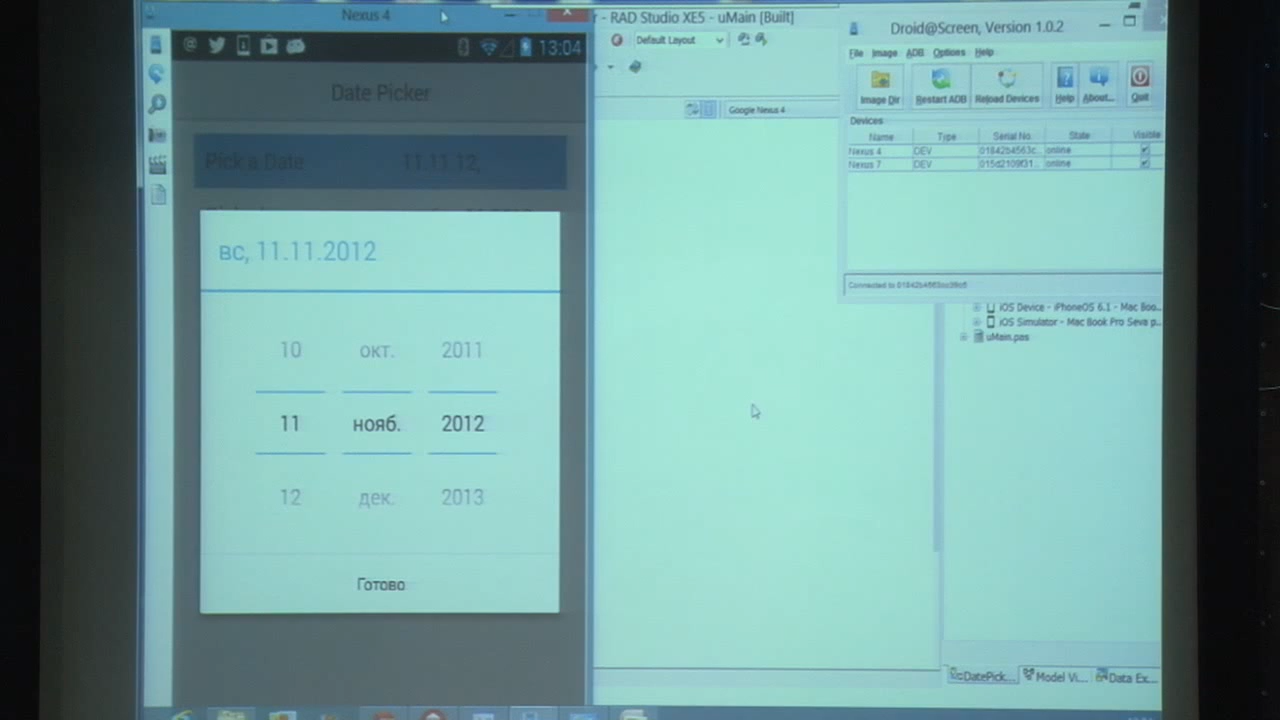 Nexus 4
- RAD Studio XE5 - uMain [Built]
Default Layout
Google Nexus 4
13:04
Date Picker
Pick a Date 11.11.12,
вс, 11.11.2012
10 окт. 2011
11 нояб. 2012
12 дек. 2013
Готово
Droid@Screen, Version 1.0.2
File Image ADB Options Help
Image Dir Restart ADB Reload Devices Help About... Quit
Devices
Name Type Serial No. State Visible
Nexus 4 DEV 01842b4563c... online
Nexus 7 DEV online
Connected to
iOS Device - iPhoneOS 6.1 - Mac Boo...
iOS Simulator - Mac Book Pro Seva p...
uMain.pas
DatePick... Model Vi... Data Ex...